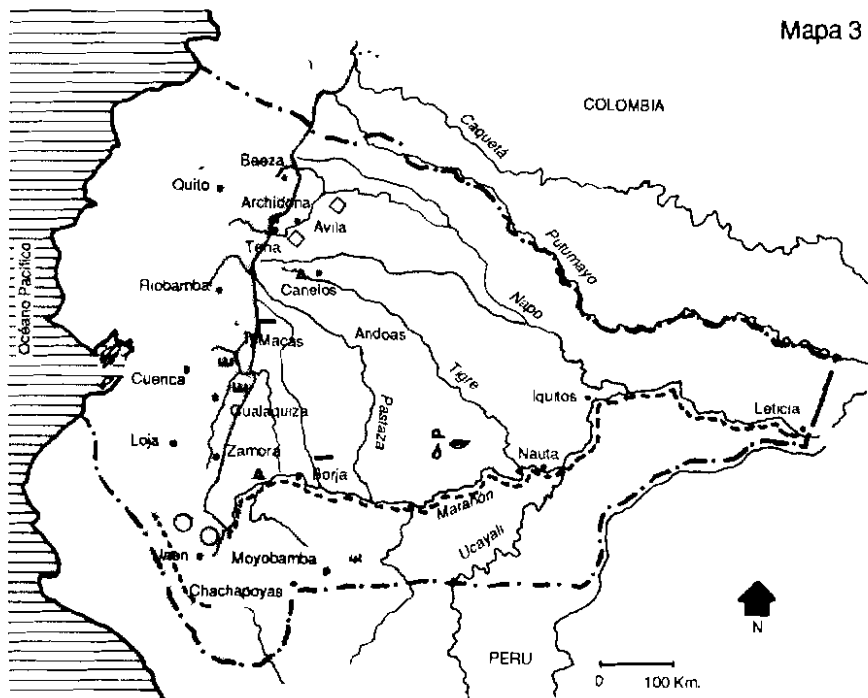 Mapa 3
COLOMBIA
Caquetá
Baeza
Quito
Archidona
Avila
Tena
Putumayo
Océano Pacífico
Riobamba
Canelos
Napo
Macas
Andoas
Tigre
Cuenca
Gualaquiza
Pastaza
Iquitos
Leticia
Loja
Zamora
Borja
Nauta
Marañón
Ucayali
Jaen
Moyobamba
Chachapoyas
N
PERU
0 100 Km.